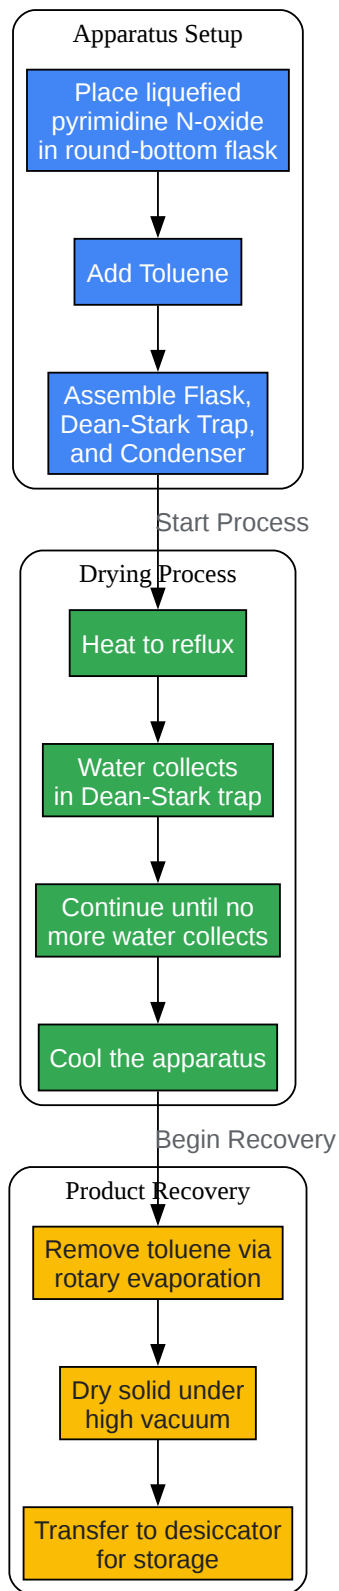 Apparatus Setup
Place liquefied
pyrimidine N-oxide
in round-bottom flask
Add Toluene
Assemble Flask,
Dean-Stark Trap,
and Condenser
Start Process
Drying Process
Heat to reflux
Water collects
in Dean-Stark trap
Continue until no
more water collects
Cool the apparatus
Begin Recovery
Product Recovery
Remove toluene via
rotary evaporation
Dry solid under
high vacuum
Transfer to desiccator
for storage